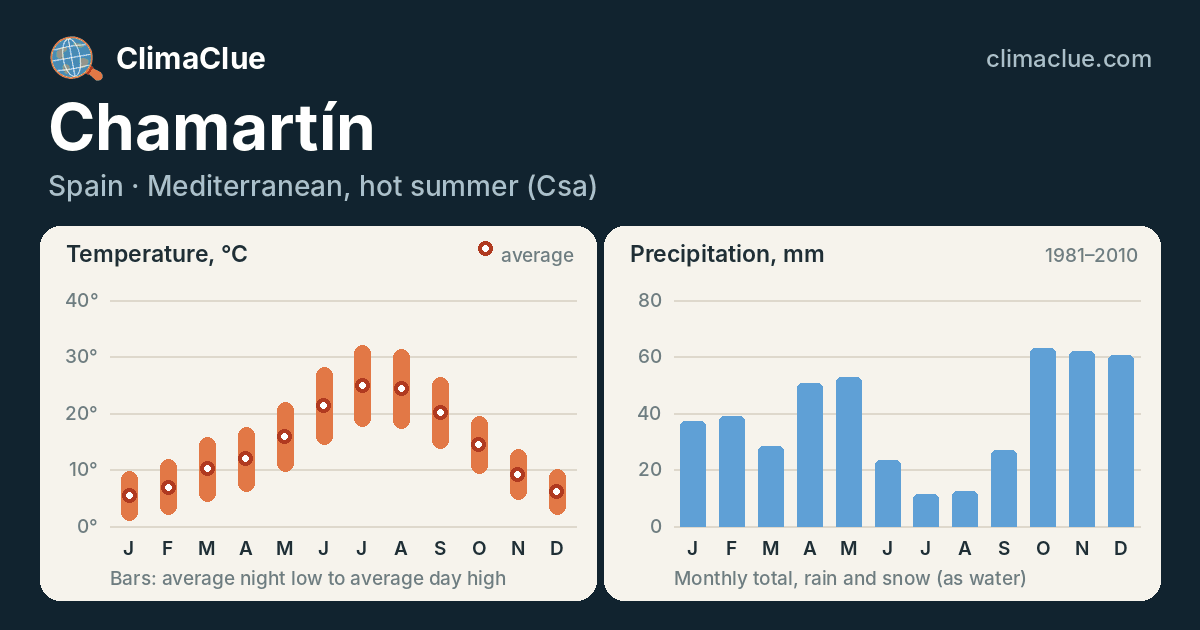 ClimaClue
climaclue.com
Chamartín
Spain · Mediterranean, hot summer (Csa)
Temperature, °C
average
40°
30°
20°
10°
0°
J F M A M J J A S O N D
Bars: average night low to average day high
Precipitation, mm
1981–2010
80
60
40
20
0
J F M A M J J A S O N D
Monthly total, rain and snow (as water)